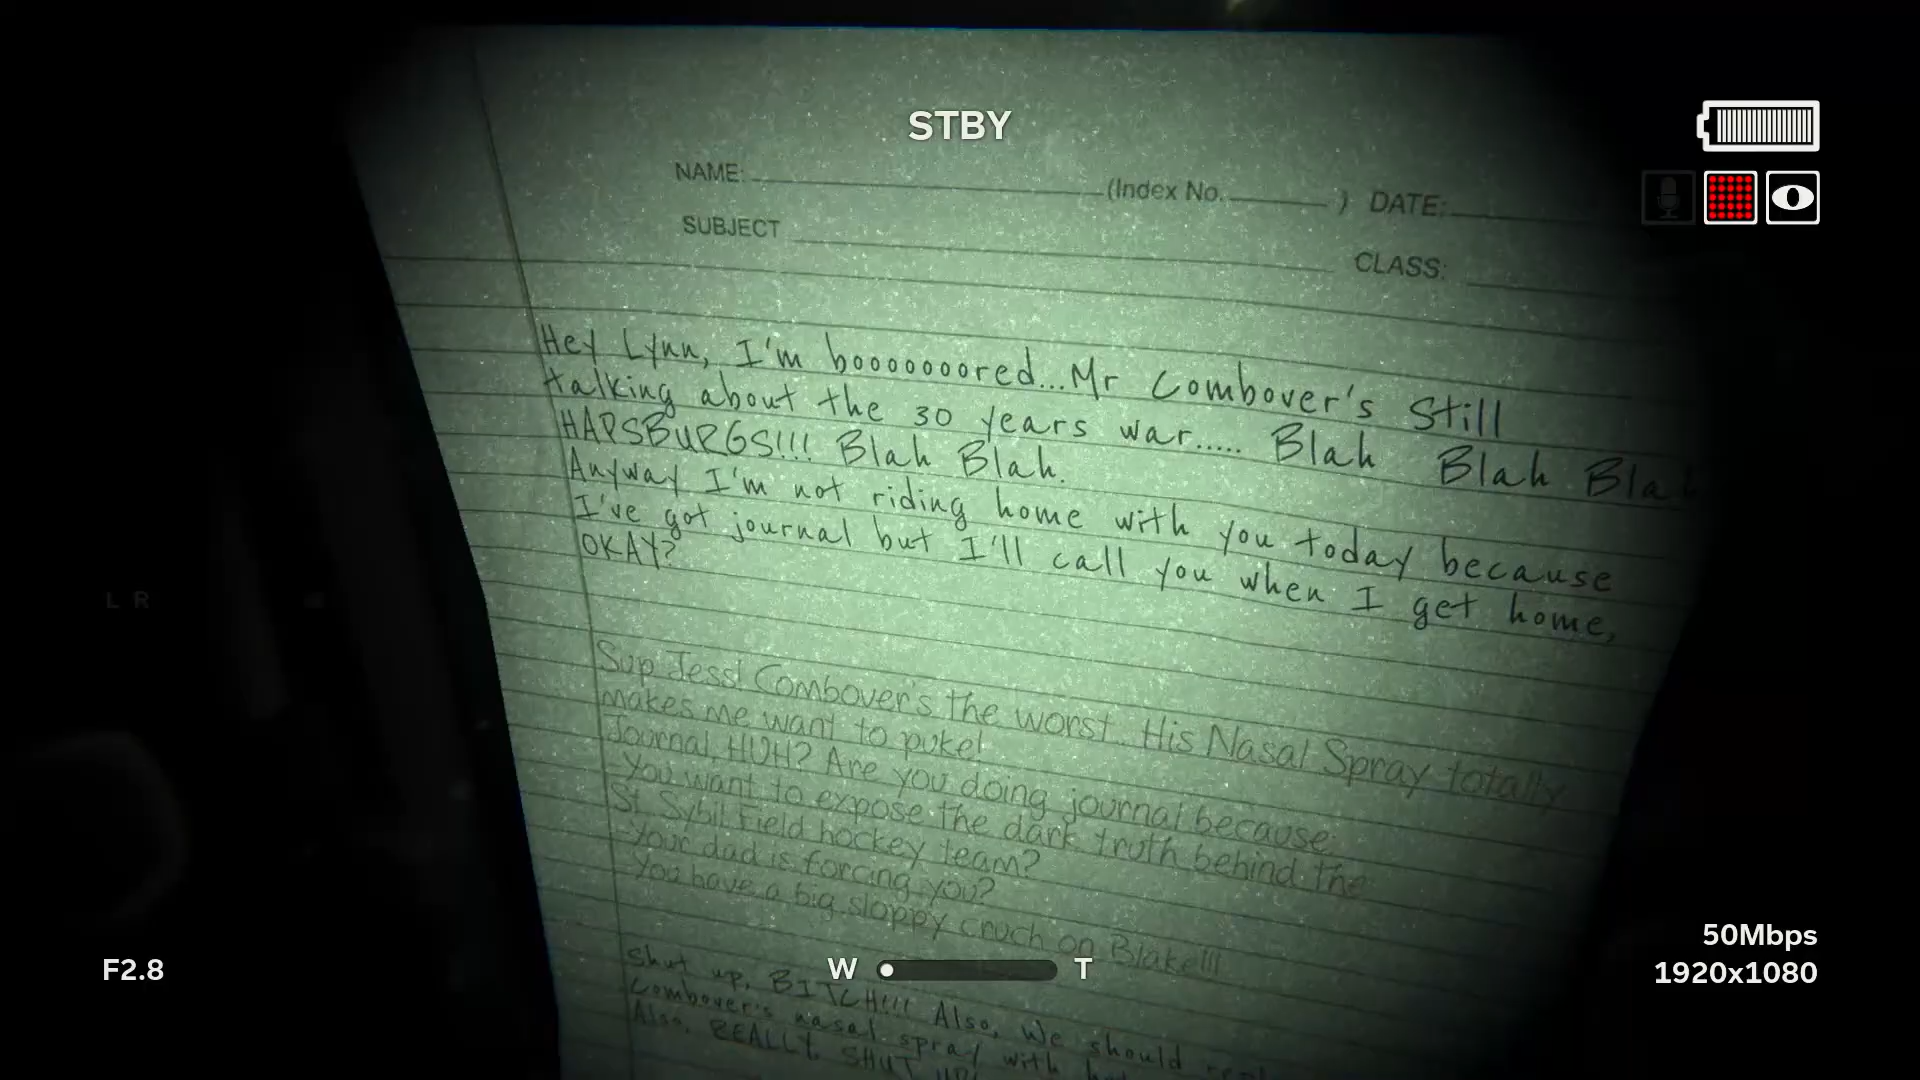 STBY
NAME: (Index No. ) DATE:
SUBJECT CLASS:
Hey Lynn, I'm boooooooored...Mr Combover's Still
talking about the 30 years war..... Blah Blah Blah
HAPSBURGS!!! Blah Blah.
Anyway I'm not riding home with you today because
I've got journal but I'll call you when I get home,
OKAY?
Sup Jess! Combover's the worst. His Nasal Spray totally
makes me want to puke!
Journal, HUH? Are you doing journal because:
-You want to expose the dark truth behind the
St Sybil Field hockey team?
-Your dad is forcing you?
-You have a big sloppy cruch on Blake!!!
Shut up, BITCH!!! Also, We should
Combover's nasal spray with
Also, REALLY. SHUT UP!
L R
F2.8
W T
50Mbps
1920x1080